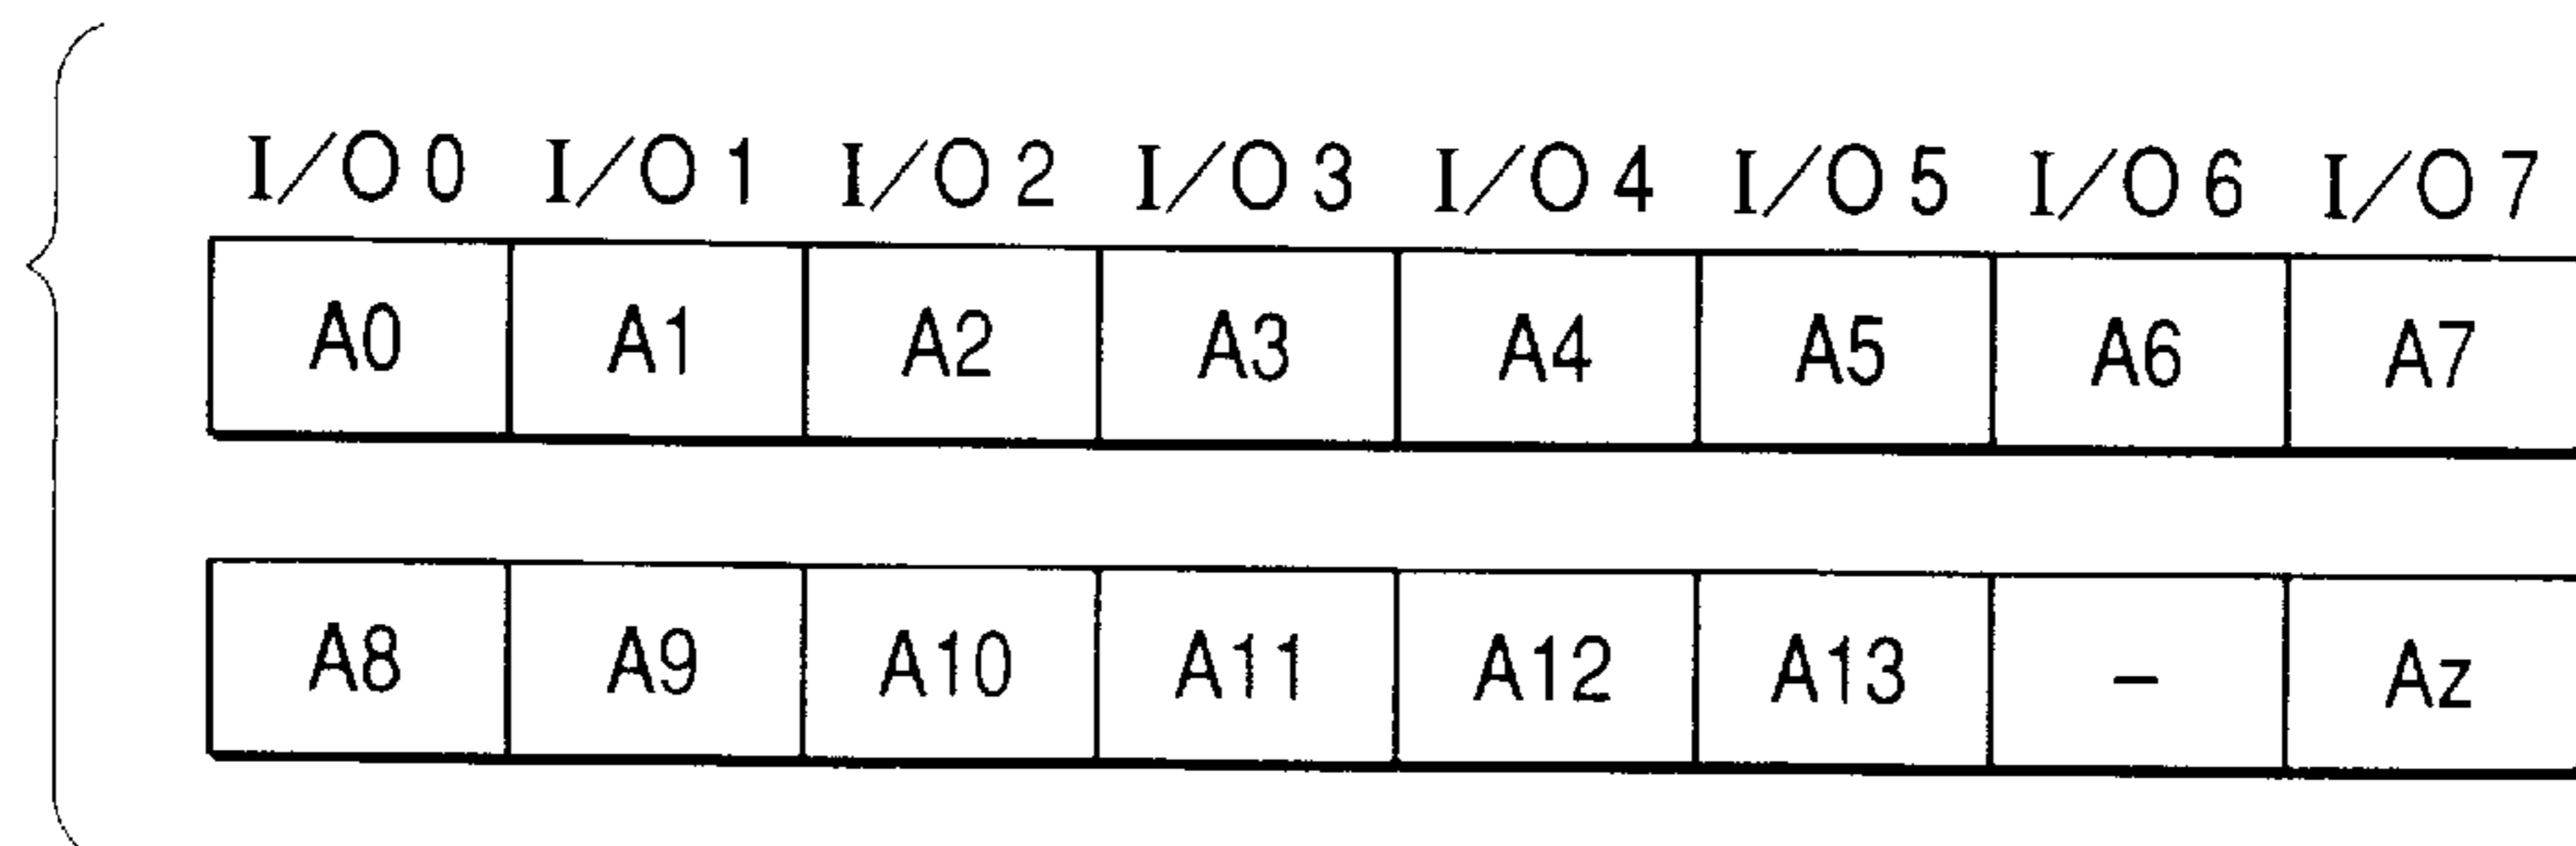 I/O 0 I/O 1 I/O 2 I/O 3 I/O 4 I/O 5 I/O 6 I/O 7
A0 A1 A2 A3 A4 A5 A6 A7
A8 A9 A10 A11 A12 A13 – Az